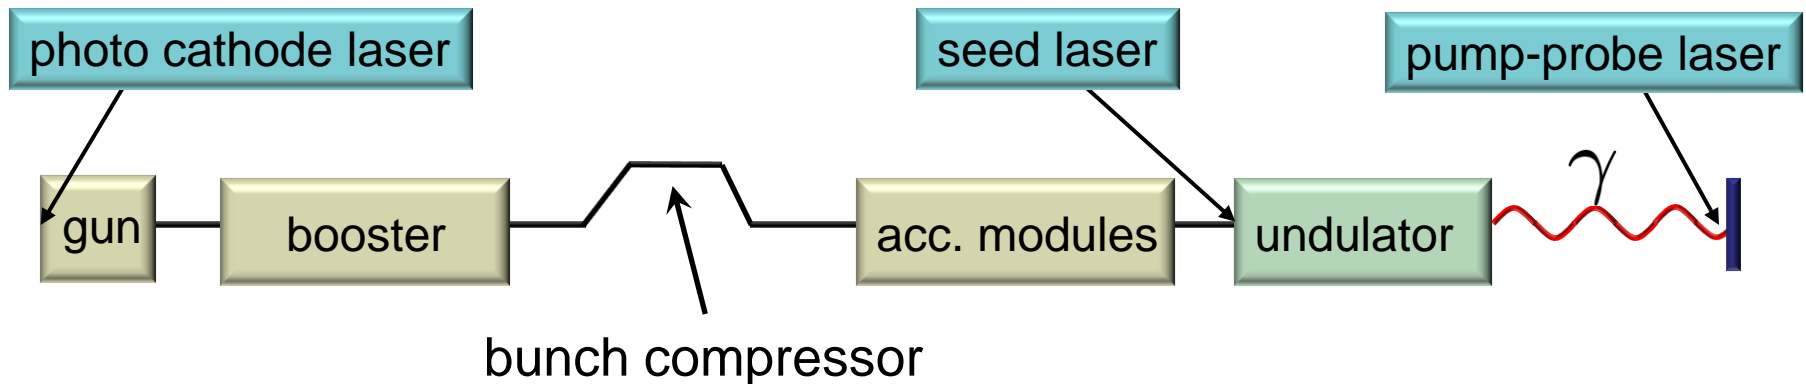 photo cathode laser
seed laser
pump-probe laser
γ
gun
booster
acc. modules
undulator
bunch compressor